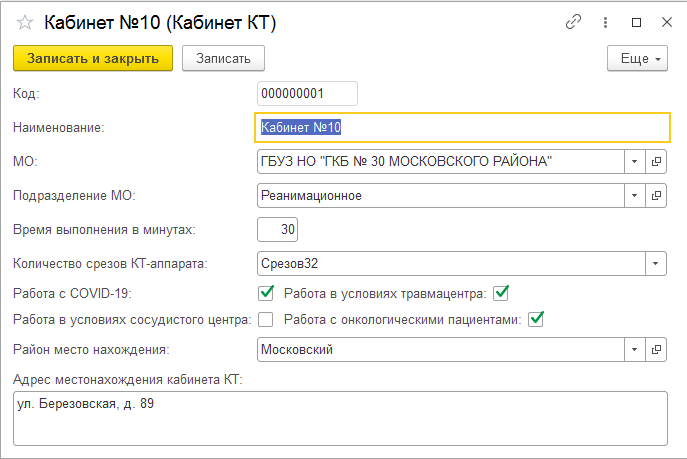 Кабинет №10 (Кабинет КТ)
Записать и закрыть Записать Еще
Код: 000000001
Наименование: Кабинет №10
МО: ГБУЗ НО "ГКБ № 30 МОСКОВСКОГО РАЙОНА"
Подразделение МО: Реанимационное
Время выполнения в минутах: 30
Количество срезов КТ-аппарата: Срезов32
Работа с COVID-19: Работа в условиях травмацентра:
Работа в условиях сосудистого центра: Работа с онкологическими пациентами:
Район место нахождения: Московский
Адрес местонахождения кабинета КТ:
ул. Березовская, д. 89